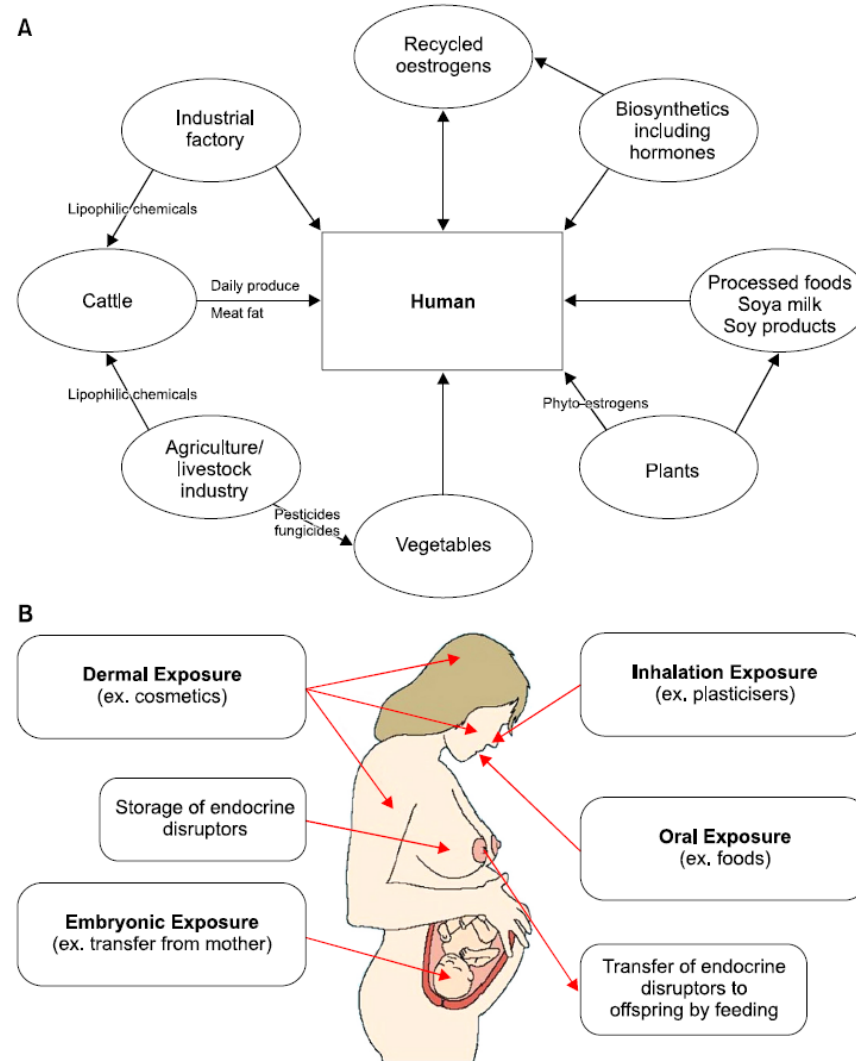 A
Recycled
oestrogens
Industrial
factory
Biosynthetics
including
hormones
Lipophilic chemicals
Cattle
Daily produce
Meat fat
Human
Processed foods
Soya milk
Soy products
Lipophilic chemicals
Phyto-estrogens
Agriculture/
livestock
industry
Plants
Pesticides
fungicides
Vegetables
B
Dermal Exposure
(ex. cosmetics)
Inhalation Exposure
(ex. plasticisers)
Storage of endocrine
disruptors
Oral Exposure
(ex. foods)
Embryonic Exposure
(ex. transfer from mother)
Transfer of endocrine
disruptors to
offspring by feeding